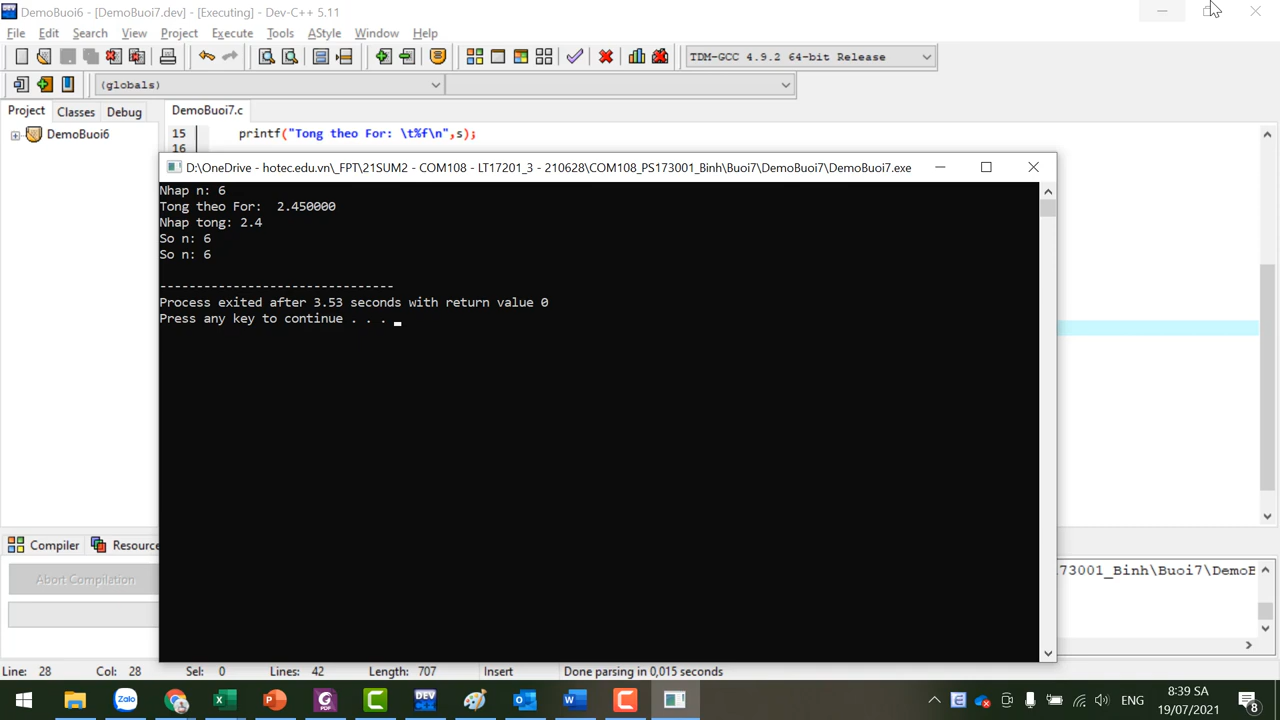 DemoBuoi6 - [DemoBuoi7.dev] - [Executing] - Dev-C++ 5.11
File Edit Search View Project Execute Tools AStyle Window Help
TDM-GCC 4.9.2 64-bit Release
(globals)
Project Classes Debug DemoBuoi7.c
DemoBuoi6
15 printf("Tong theo For: \t%f\n",s);
16
D:\OneDrive - hotec.edu.vn\_FPT\21SUM2 - COM108 - LT17201_3 - 210628\COM108_PS173001_Binh\Buoi7\DemoBuoi7\DemoBuoi7.exe
Nhap n: 6
Tong theo For:  2.450000
Nhap tong: 2.4
So n: 6
So n: 6
--------------------------------
Process exited after 3.53 seconds with return value 0
Press any key to continue . . .
Compiler Resource
73001_Binh\Buoi7\DemoB
Abort Compilation
Line: 28 Col: 28 Sel: 0 Lines: 42 Length: 707 Insert Done parsing in 0,015 seconds
Zalo PDF DEV ENG
8:39 SA
19/07/2021
8